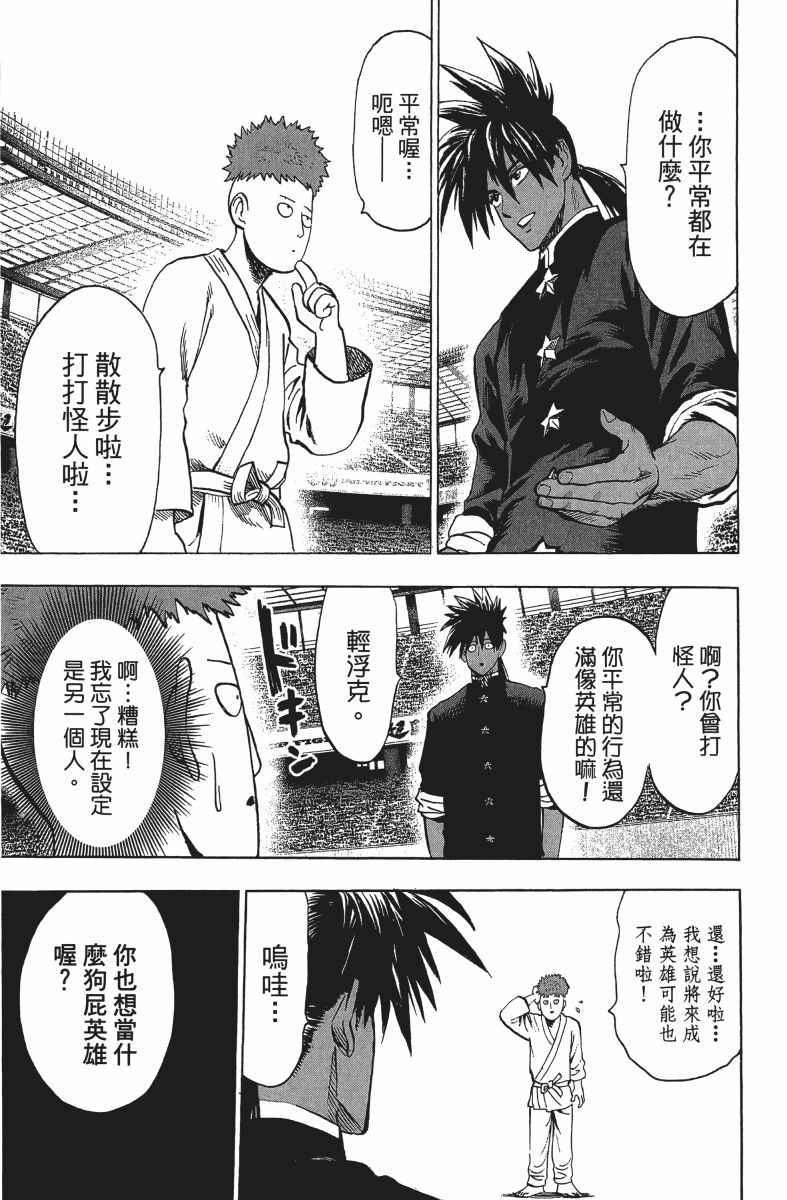 …你平常都在
做什麼？
平常喔…
呃嗯——
散散步啦…
打打怪人啦…
啊？你曾打
怪人？
你平常的行為還
滿像英雄的嘛！
輕浮克。
ドキン
啊…糟糕！
我忘了現在設定
是另一個人。
還…還好啦…
我想說將來成
為英雄可能也
不錯啦！
嗚哇…
你也想當什
麼狗屁英雄
喔？